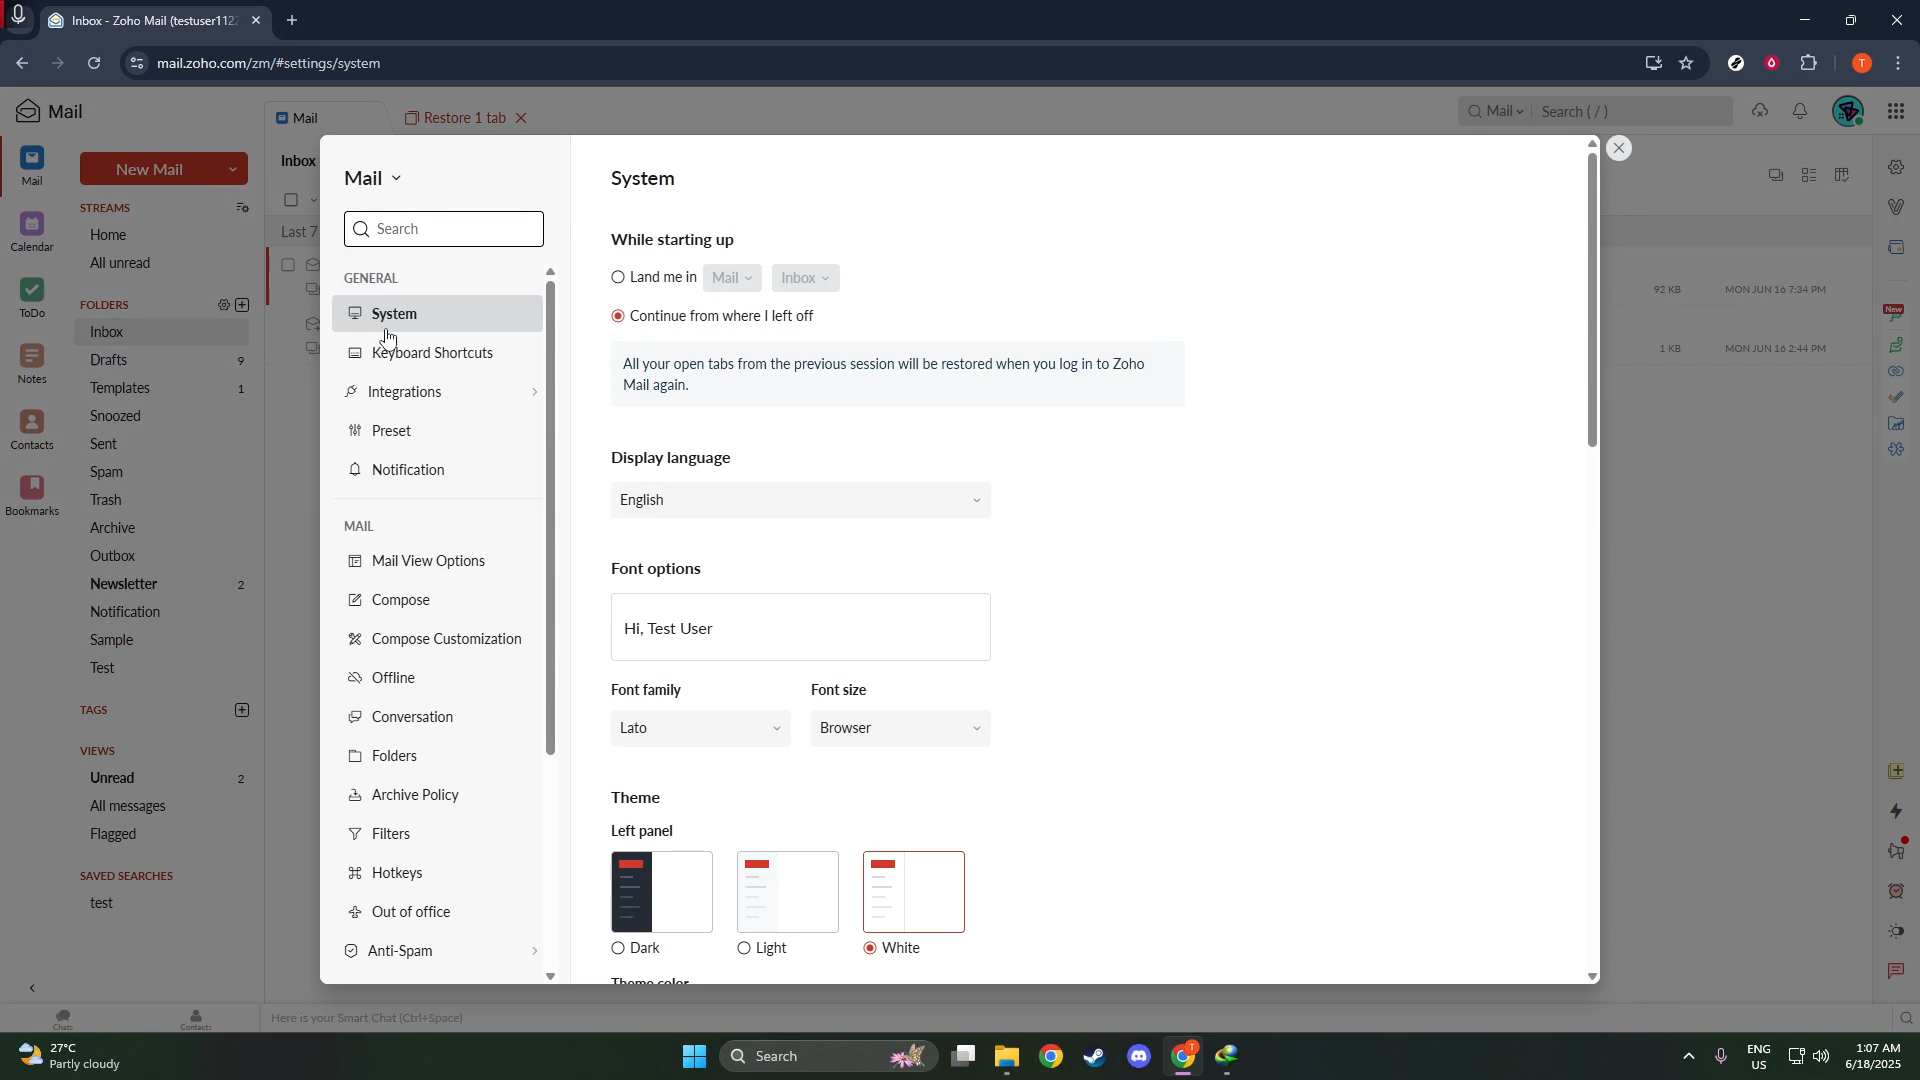 Inbox - Zoho Mail (testuser112
mail.zoho.com/zm/#settings/system
Mail
Mail
Restore 1 tab
Mail
Search ( / )
Mail
New Mail
Inbox
STREAMS
Home
All unread
Last 7
Calendar
ToDo
Notes
Contacts
Bookmarks
FOLDERS
Inbox
Drafts 9
Templates 1
Snoozed
Sent
Spam
Trash
Archive
Outbox
Newsletter 2
Notification
Sample
Test
TAGS
VIEWS
Unread 2
All messages
Flagged
SAVED SEARCHES
test
Mail
Search
GENERAL
System
Keyboard Shortcuts
Integrations
Preset
Notification
MAIL
Mail View Options
Compose
Compose Customization
Offline
Conversation
Folders
Archive Policy
Filters
Hotkeys
Out of office
Anti-Spam
System
While starting up
Land me in Mail Inbox
Continue from where I left off
All your open tabs from the previous session will be restored when you log in to Zoho
Mail again.
Display language
English
Font options
Hi, Test User
Font family Font size
Lato Browser
Theme
Left panel
Dark Light White
Theme color
92 KB MON JUN 16 7:34 PM
1 KB MON JUN 16 2:44 PM
New
Chats
Contacts
Here is your Smart Chat (Ctrl+Space)
27°C
Partly cloudy
Search
T
T
ENG
US
1:07 AM
6/18/2025